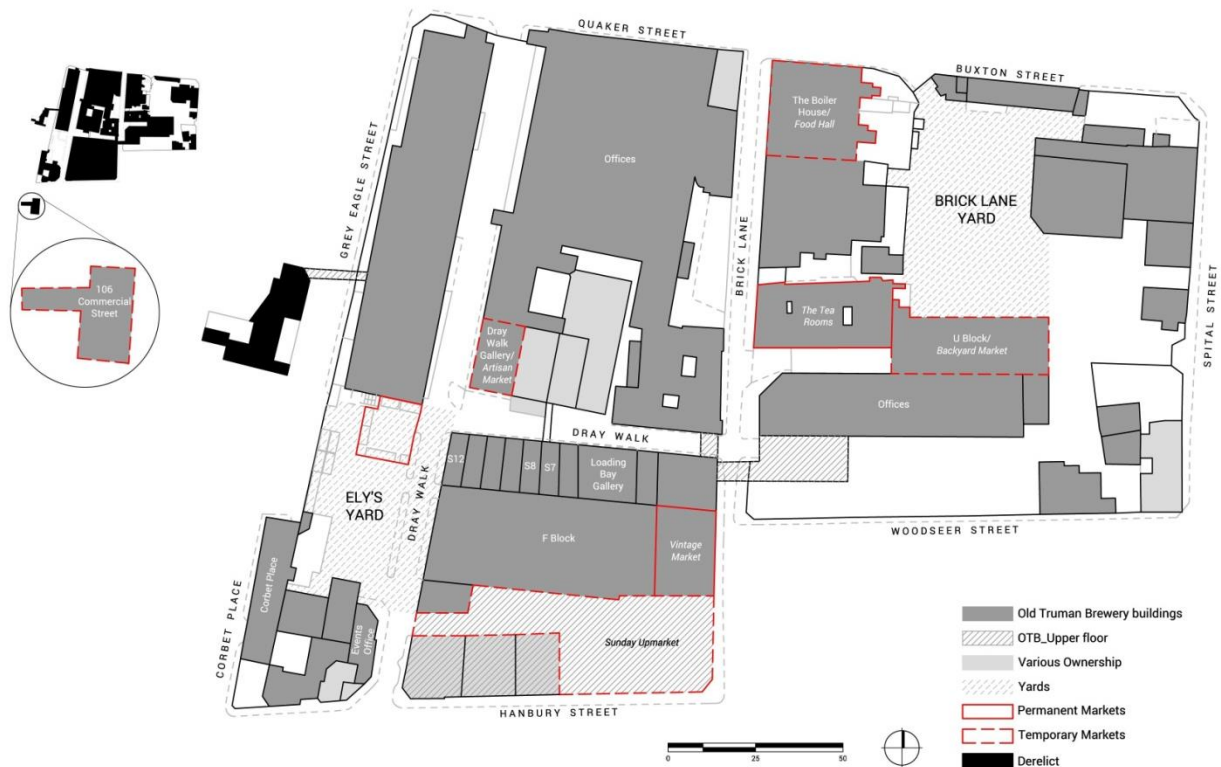 QUAKER STREET
BUXTON STREET
GREY EAGLE STREET
Offices
The Boiler
House/
Food Hall
BRICK LANE
BRICK LANE
YARD
SPITAL STREET
106
Commercial
Street
The Tea
Rooms
U Block/
Backyard Market
Dray
Walk
Gallery/
Artisan
Market
Offices
DRAY WALK
S12
S8
S7
Loading
Bay
Gallery
ELY'S
YARD
DRAY WALK
F Block
Vintage
Market
WOODSEER STREET
CORBET PLACE
Corbet Place
Events
Office
Sunday Upmarket
HANBURY STREET
Old Truman Brewery buildings
OTB_Upper floor
Various Ownership
Yards
Permanent Markets
Temporary Markets
Derelict
0
25
50